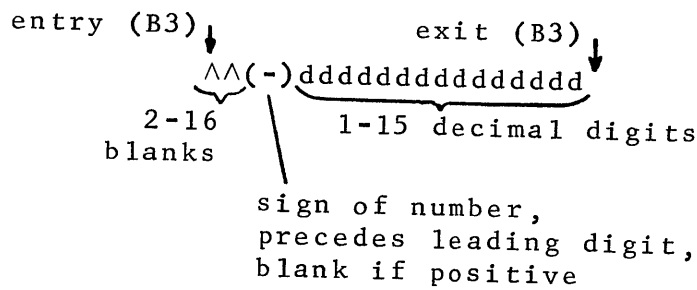 entry (B3)
exit (B3)
^^(-)ddddddddddddddd
2-16
blanks
1-15 decimal digits
sign of number,
precedes leading digit,
blank if positive